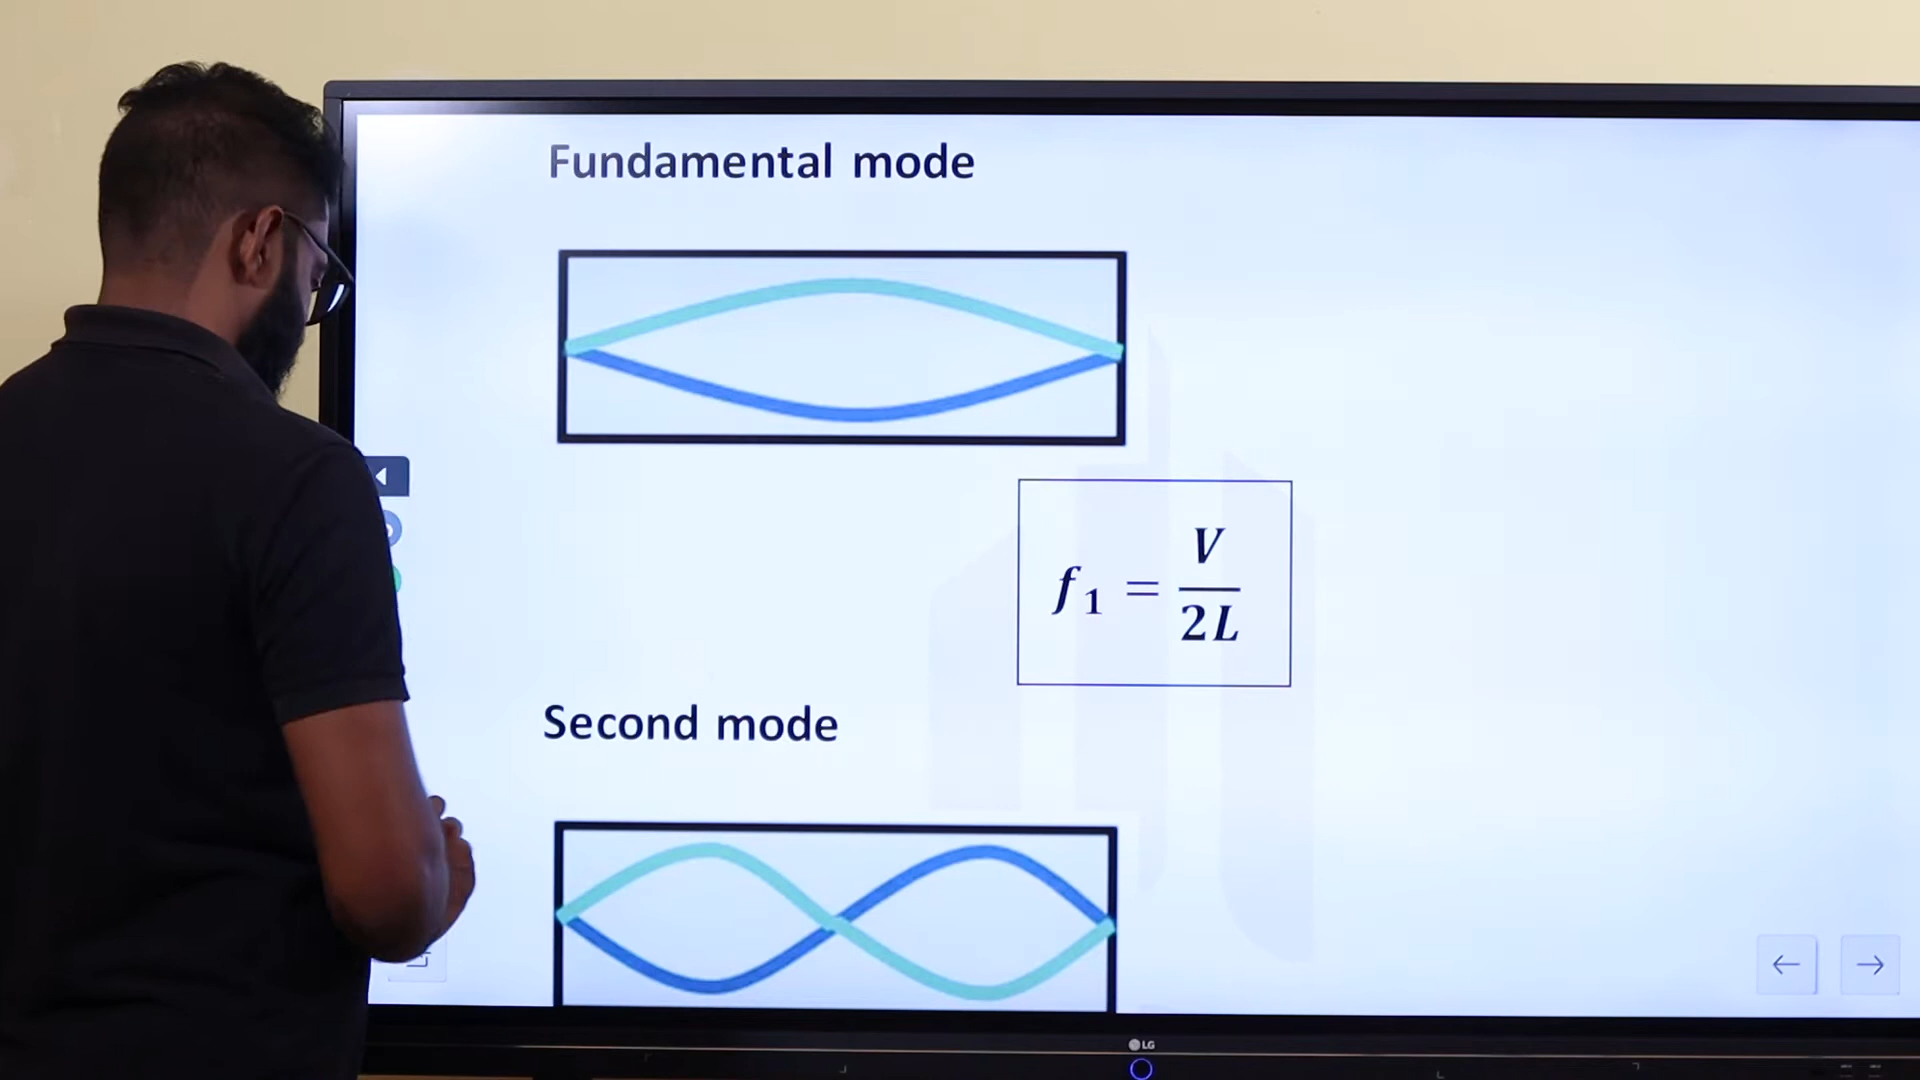 Fundamental mode
f₁ = V / 2L
Second mode
LG